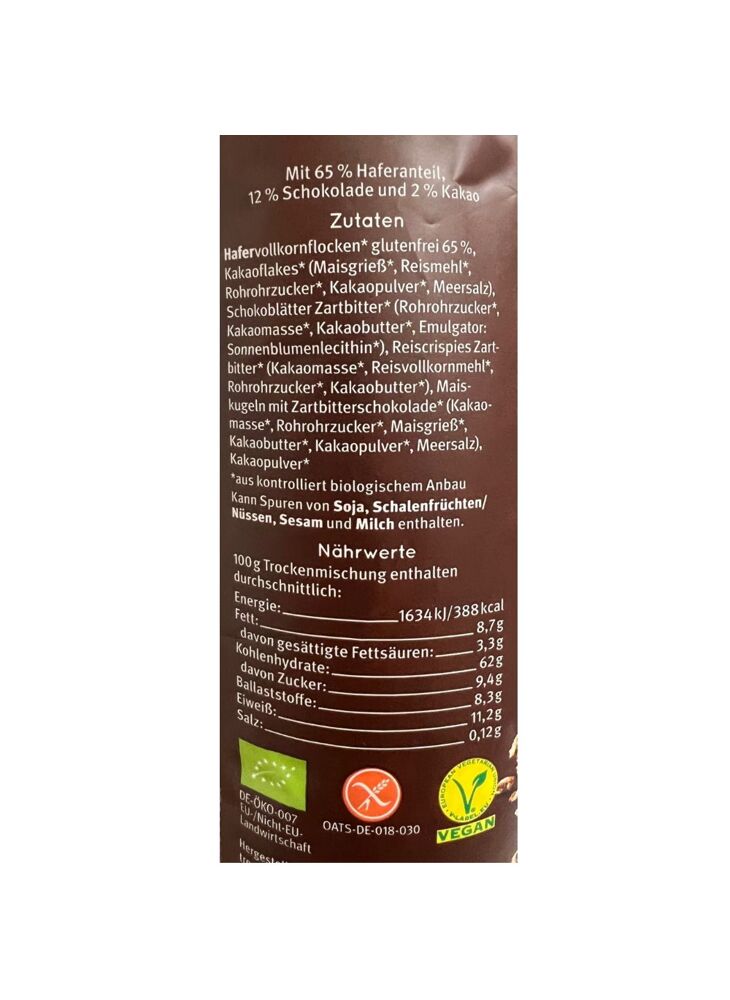 Mit 65 % Haferanteil,
12 % Schokolade und 2 % Kakao
Zutaten
Hafervollkornflocken* glutenfrei 65 %,
Kakaoflakes* (Maisgrieß*, Reismehl*,
Rohrohrzucker*, Kakaopulver*, Meersalz),
Schokoblätter Zartbitter* (Rohrohrzucker*,
Kakaomasse*, Kakaobutter*, Emulgator:
Sonnenblumenlecithin*), Reiscrispies Zart-
bitter* (Kakaomasse*, Reisvollkornmehl*,
Rohrohrzucker*, Kakaobutter*), Mais-
kugeln mit Zartbitterschokolade* (Kakao-
masse*, Rohrohrzucker*, Maisgrieß*,
Kakaobutter*, Kakaopulver*, Meersalz),
Kakaopulver*
*aus kontrolliert biologischem Anbau
Kann Spuren von Soja, Schalenfrüchten/
Nüssen, Sesam und Milch enthalten.
Nährwerte
100 g Trockenmischung enthalten
durchschnittlich:
Energie: 1634 kJ/388 kcal
Fett: 8,7 g
davon gesättigte Fettsäuren: 3,3 g
Kohlenhydrate: 62 g
davon Zucker: 9,4 g
Ballaststoffe: 8,3 g
Eiweiß: 11,2 g
Salz: 0,12 g
DE-ÖKO-007
EU-/Nicht-EU-
Landwirtschaft
OATS-DE-018-030
EUROPEAN VEGETARIAN UNION
V-LABEL.EU
VEGAN